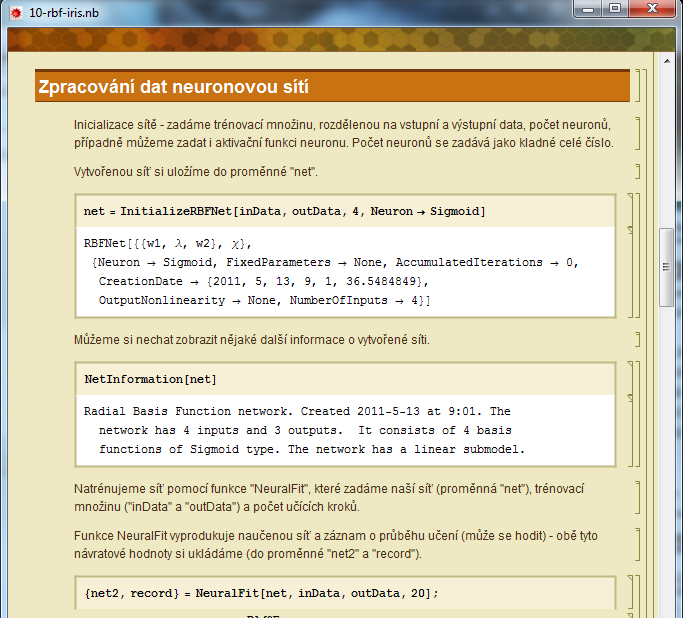 10-rbf-iris.nb
Zpracování dat neuronovou sítí
Inicializace sítě - zadáme trénovací množinu, rozdělenou na vstupní a výstupní data, počet neuronů,
případně můžeme zadat i aktivační funkci neuronu. Počet neuronů se zadává jako kladné celé číslo.
Vytvořenou síť si uložíme do proměnné "net".
net = InitializeRBFNet[inData, outData, 4, Neuron → Sigmoid]
RBFNet[{{w1, λ, w2}, χ},
{Neuron → Sigmoid, FixedParameters → None, AccumulatedIterations → 0,
CreationDate → {2011, 5, 13, 9, 1, 36.5484849},
OutputNonlinearity → None, NumberOfInputs → 4}]
Můžeme si nechat zobrazit nějaké další informace o vytvořené síti.
NetInformation[net]
Radial Basis Function network. Created 2011-5-13 at 9:01. The
network has 4 inputs and 3 outputs.  It consists of 4 basis
functions of Sigmoid type. The network has a linear submodel.
Natrénujeme síť pomocí funkce "NeuralFit", které zadáme naší síť (proměnná "net"), trénovací
množinu ("inData" a "outData") a počet učících kroků.
Funkce NeuralFit vyprodukuje naučenou síť a záznam o průběhu učení (může se hodit) - obě tyto
návratové hodnoty si ukládáme (do proměnné "net2" a "record").
{net2, record} = NeuralFit[net, inData, outData, 20];